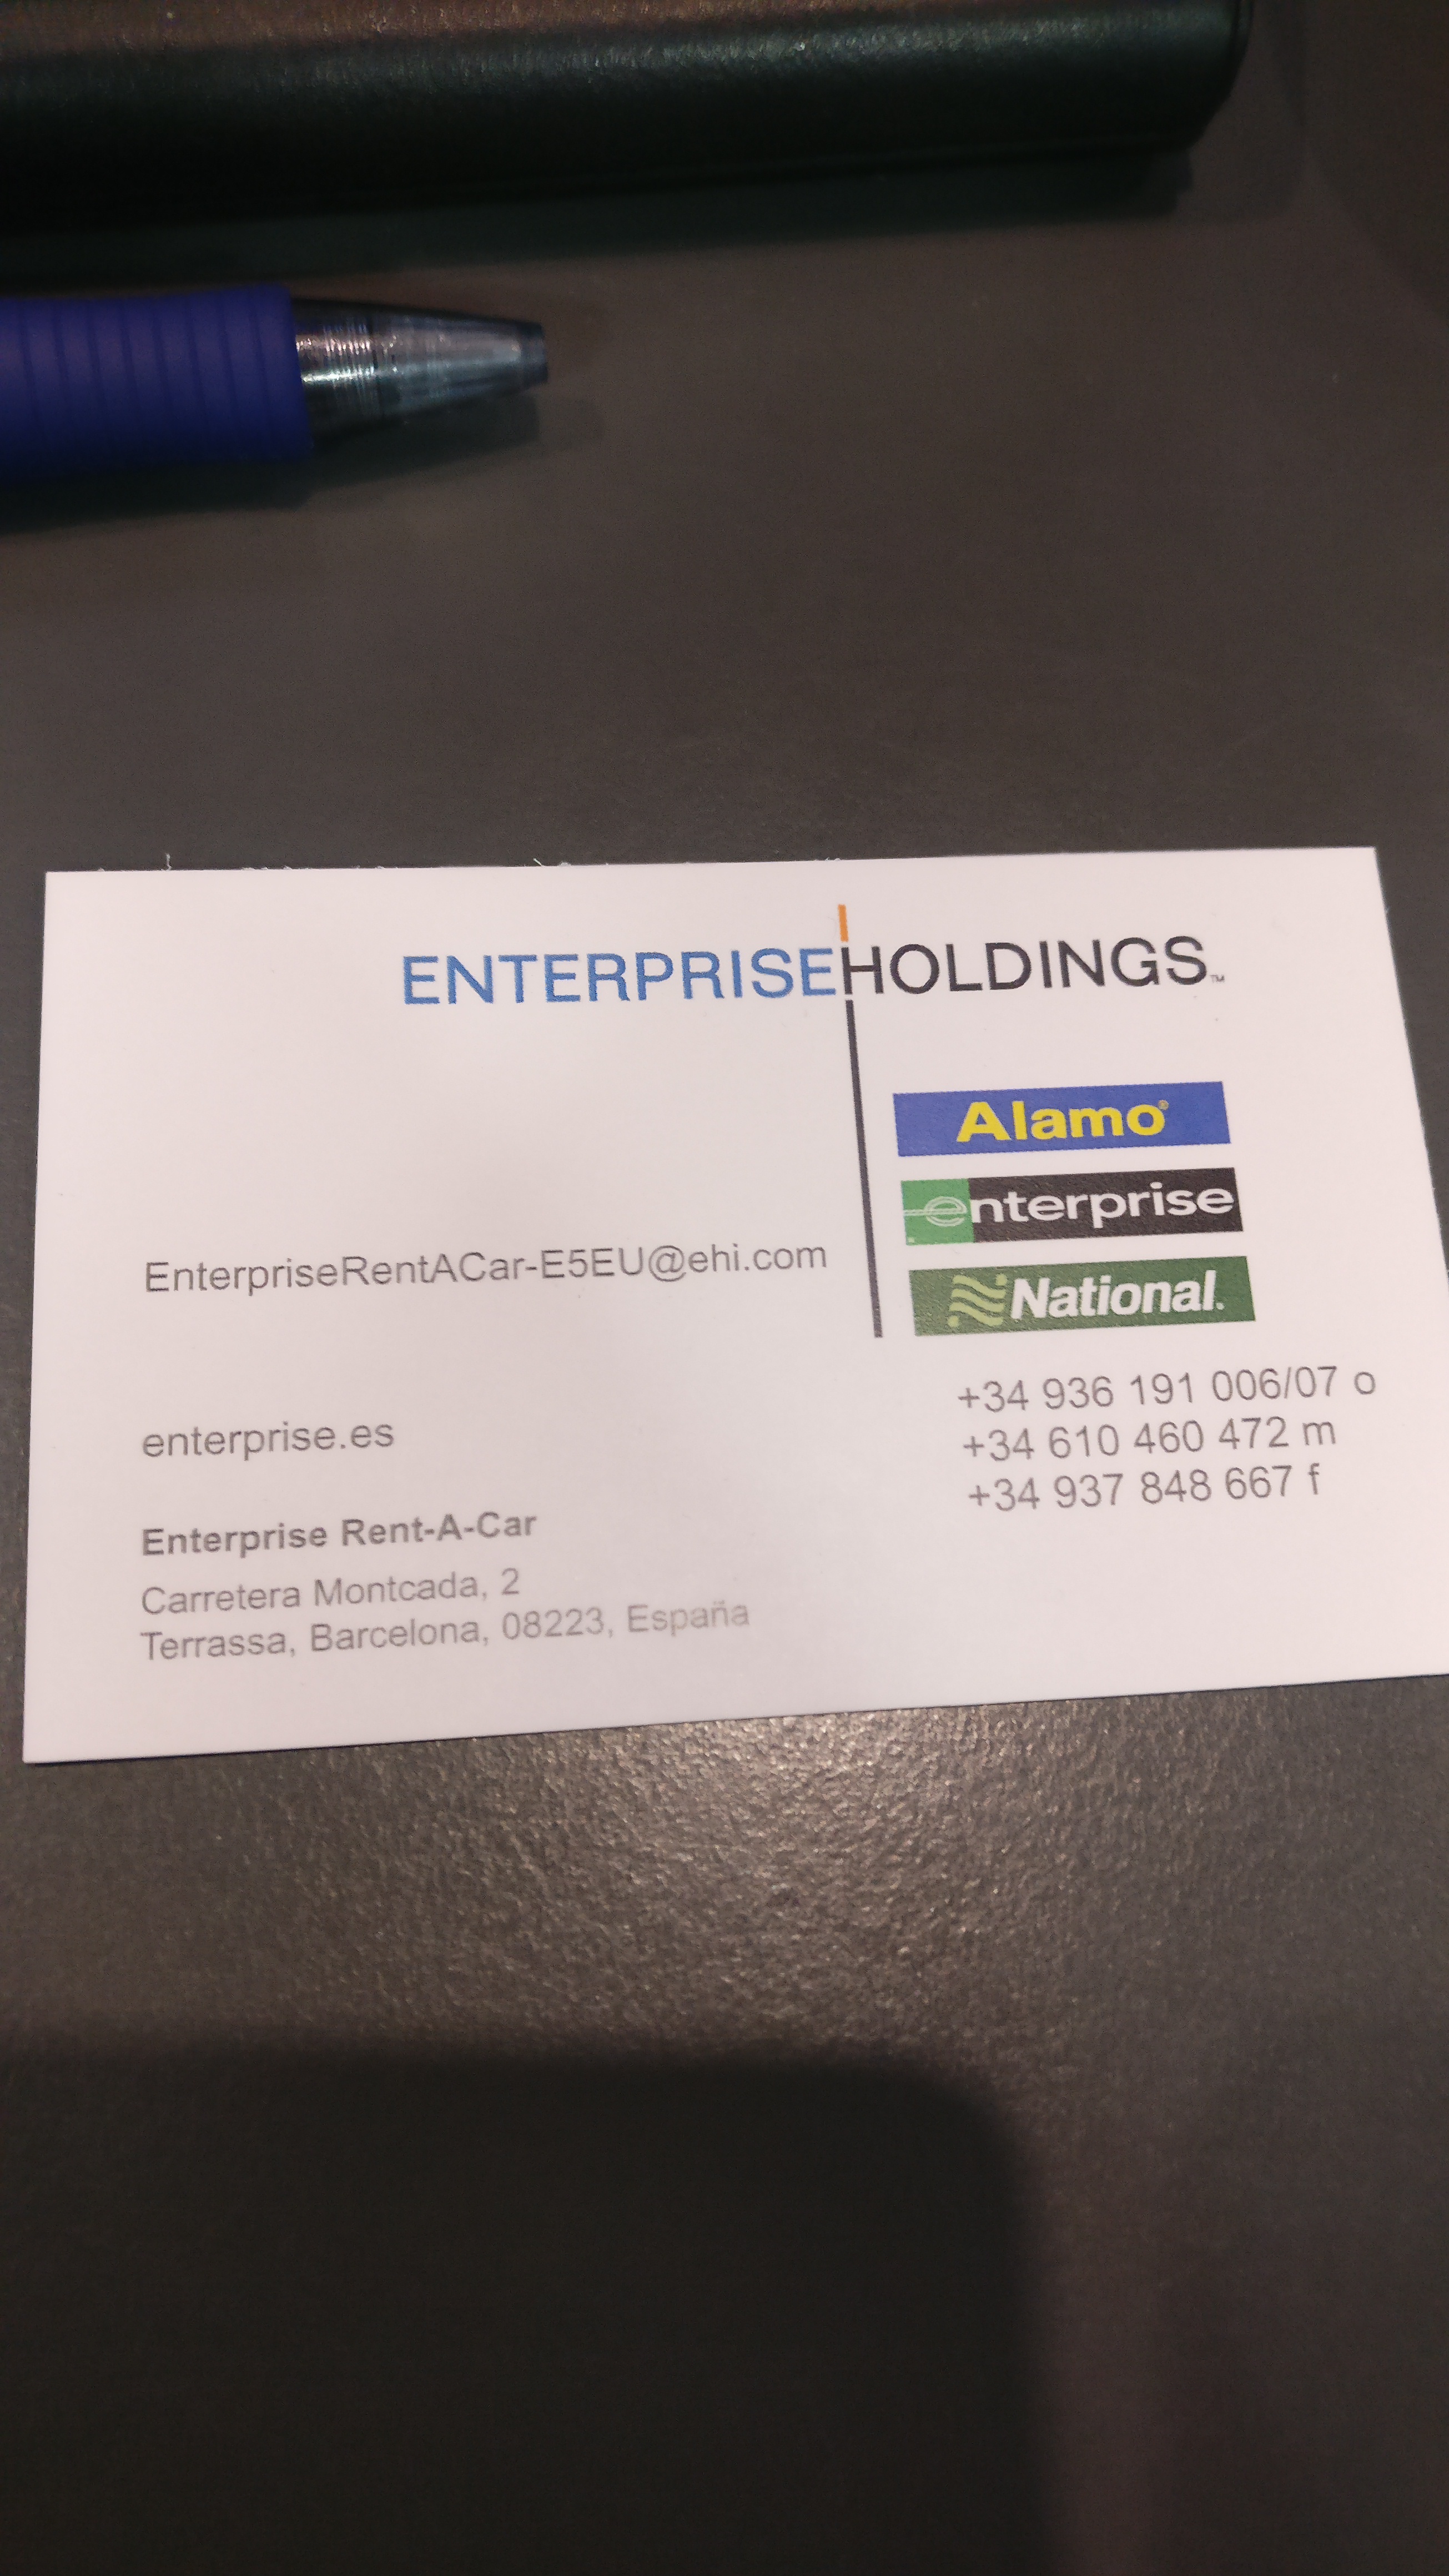 ENTERPRISEHOLDINGS™
Alamo®
enterprise
National.
EnterpriseRentACar-E5EU@ehi.com
+34 936 191 006/07 o
+34 610 460 472 m
+34 937 848 667 f
enterprise.es
Enterprise Rent-A-Car
Carretera Montcada, 2
Terrassa, Barcelona, 08223, España